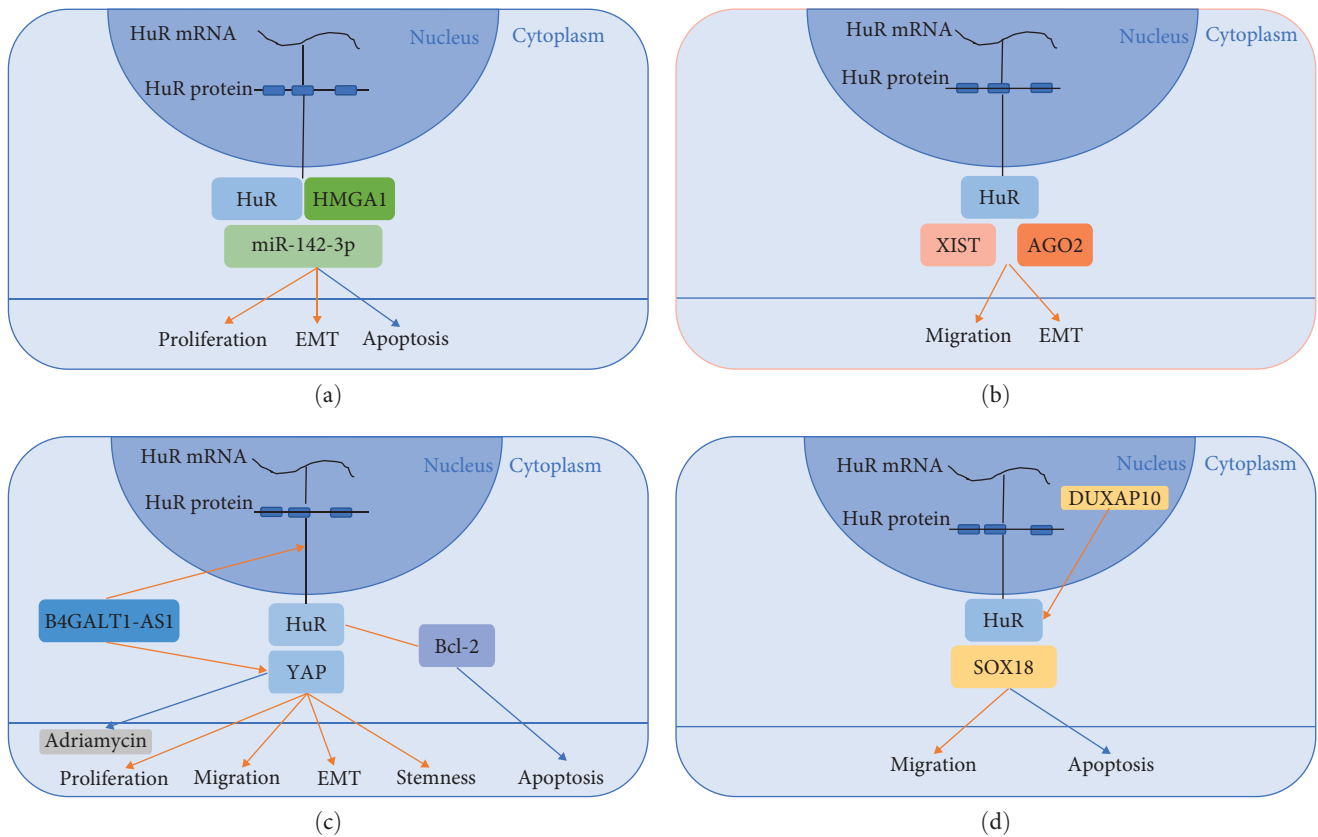 HuR mRNA
Nucleus
Cytoplasm
HuR protein
HuR
HMGA1
miR-142-3p
Proliferation
EMT
Apoptosis
(a)
HuR mRNA
Nucleus
Cytoplasm
HuR protein
HuR
XIST
AGO2
Migration
EMT
(b)
HuR mRNA
Nucleus
Cytoplasm
HuR protein
B4GALT1-AS1
HuR
Bcl-2
YAP
Adriamycin
Proliferation
Migration
EMT
Stemness
Apoptosis
(c)
HuR mRNA
Nucleus
Cytoplasm
DUXAP10
HuR protein
HuR
SOX18
Migration
Apoptosis
(d)